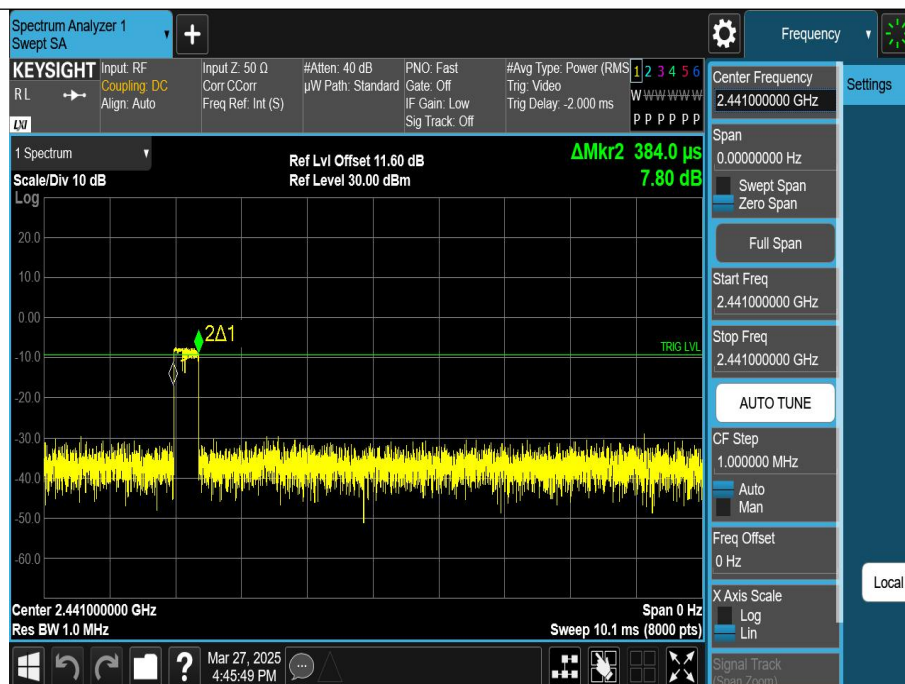 Spectrum Analyzer 1
Swept SA
+
Frequency
KEYSIGHT
RL
LXI
Input: RF
Coupling: DC
Align: Auto
Input Z: 50 Ω
Corr CCorr
Freq Ref: Int (S)
#Atten: 40 dB
µW Path: Standard
PNO: Fast
Gate: Off
IF Gain: Low
Sig Track: Off
#Avg Type: Power (RMS
Trig: Video
Trig Delay: -2.000 ms
1 2 3 4 5 6
W W W W W W
P P P P P P
1 Spectrum
Scale/Div 10 dB
Log
Ref Lvl Offset 11.60 dB
Ref Level 30.00 dBm
ΔMkr2 384.0 µs
7.80 dB
20.0
10.0
0.00
-10.0
-20.0
-30.0
-40.0
-50.0
-60.0
2Δ1
TRIG LVL
Center 2.441000000 GHz
Res BW 1.0 MHz
Span 0 Hz
Sweep 10.1 ms (8000 pts)
?
Mar 27, 2025
4:45:49 PM
Center Frequency
2.441000000 GHz
Span
0.00000000 Hz
Swept Span
Zero Span
Full Span
Start Freq
2.441000000 GHz
Stop Freq
2.441000000 GHz
AUTO TUNE
CF Step
1.000000 MHz
Auto
Man
Freq Offset
0 Hz
X Axis Scale
Log
Lin
Signal Track
(Span Zoom)
Settings
Local